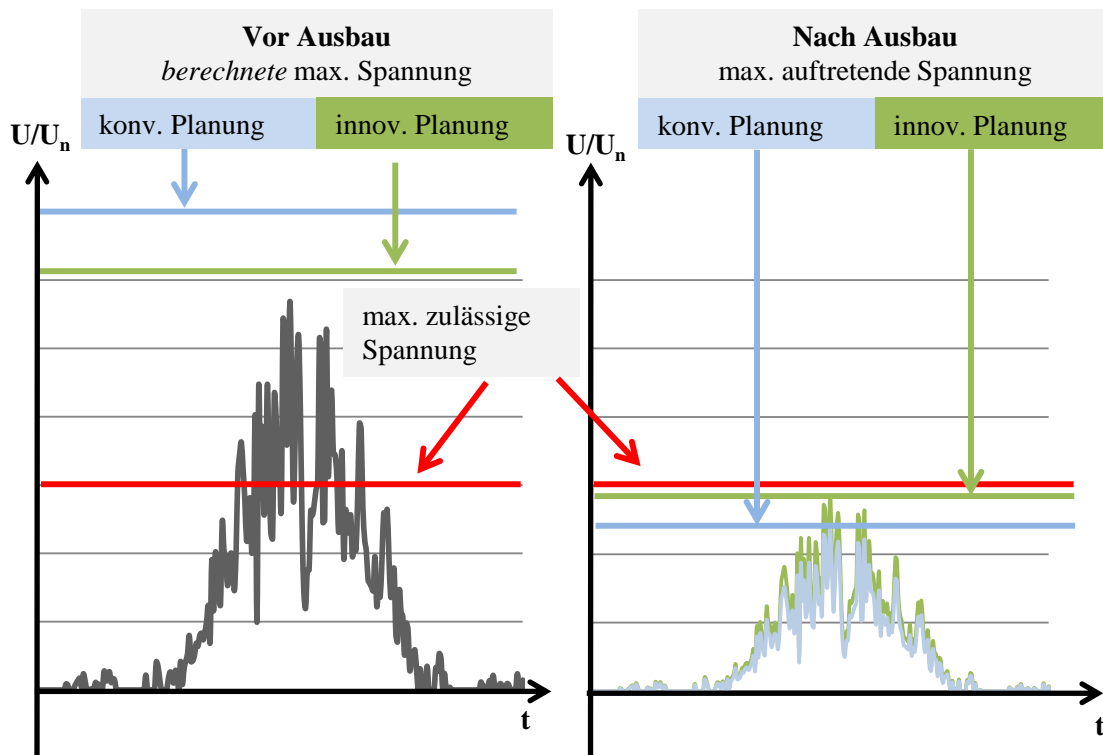 Vor Ausbau
berechnete max. Spannung
konv. Planung
innov. Planung
U/Un
max. zulässige
Spannung
t
Nach Ausbau
max. auftretende Spannung
konv. Planung
innov. Planung
U/Un
t